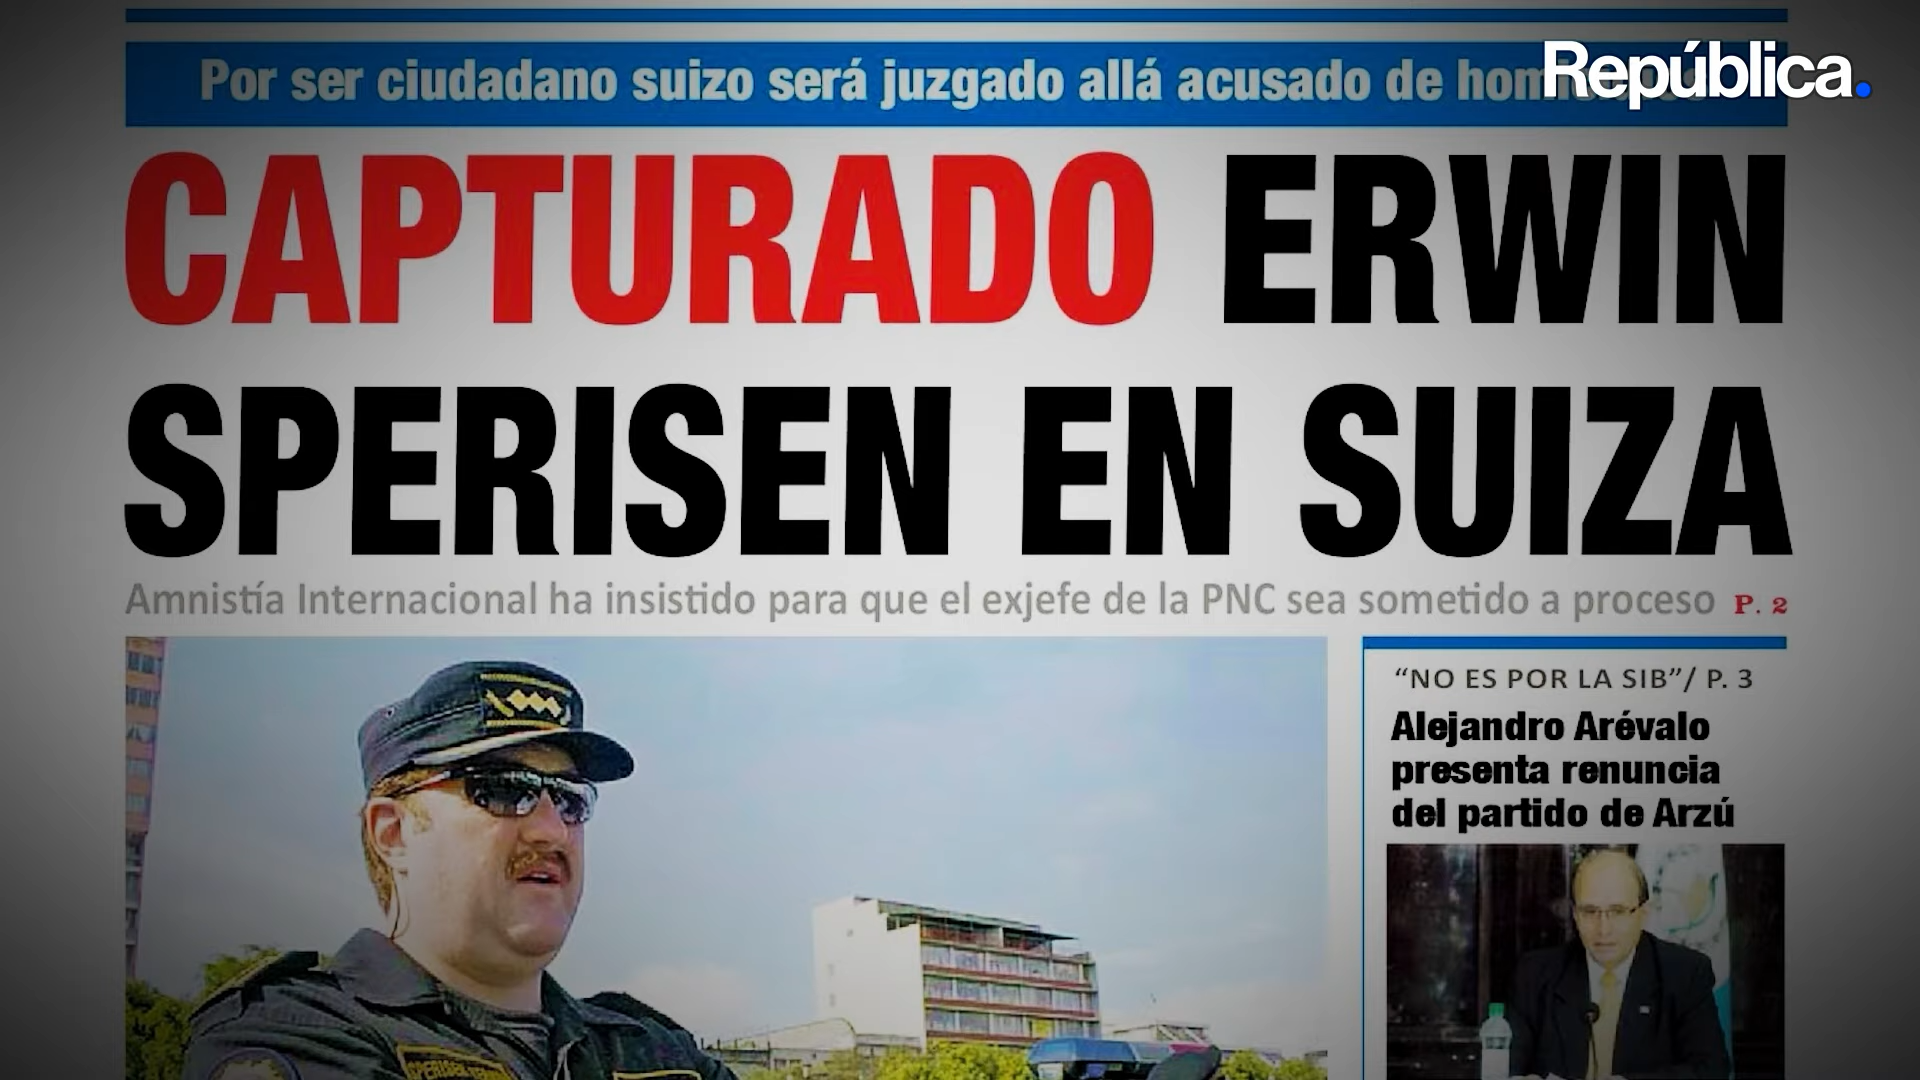 República.
Por ser ciudadano suizo será juzgado allá acusado de
CAPTURADO ERWIN
SPERISEN EN SUIZA
Amnistía Internacional ha insistido para que el exjefe de la PNC sea sometido a proceso P. 2
“NO ES POR LA SIB”/ P. 3
Alejandro Arévalo
presenta renuncia
del partido de Arzú